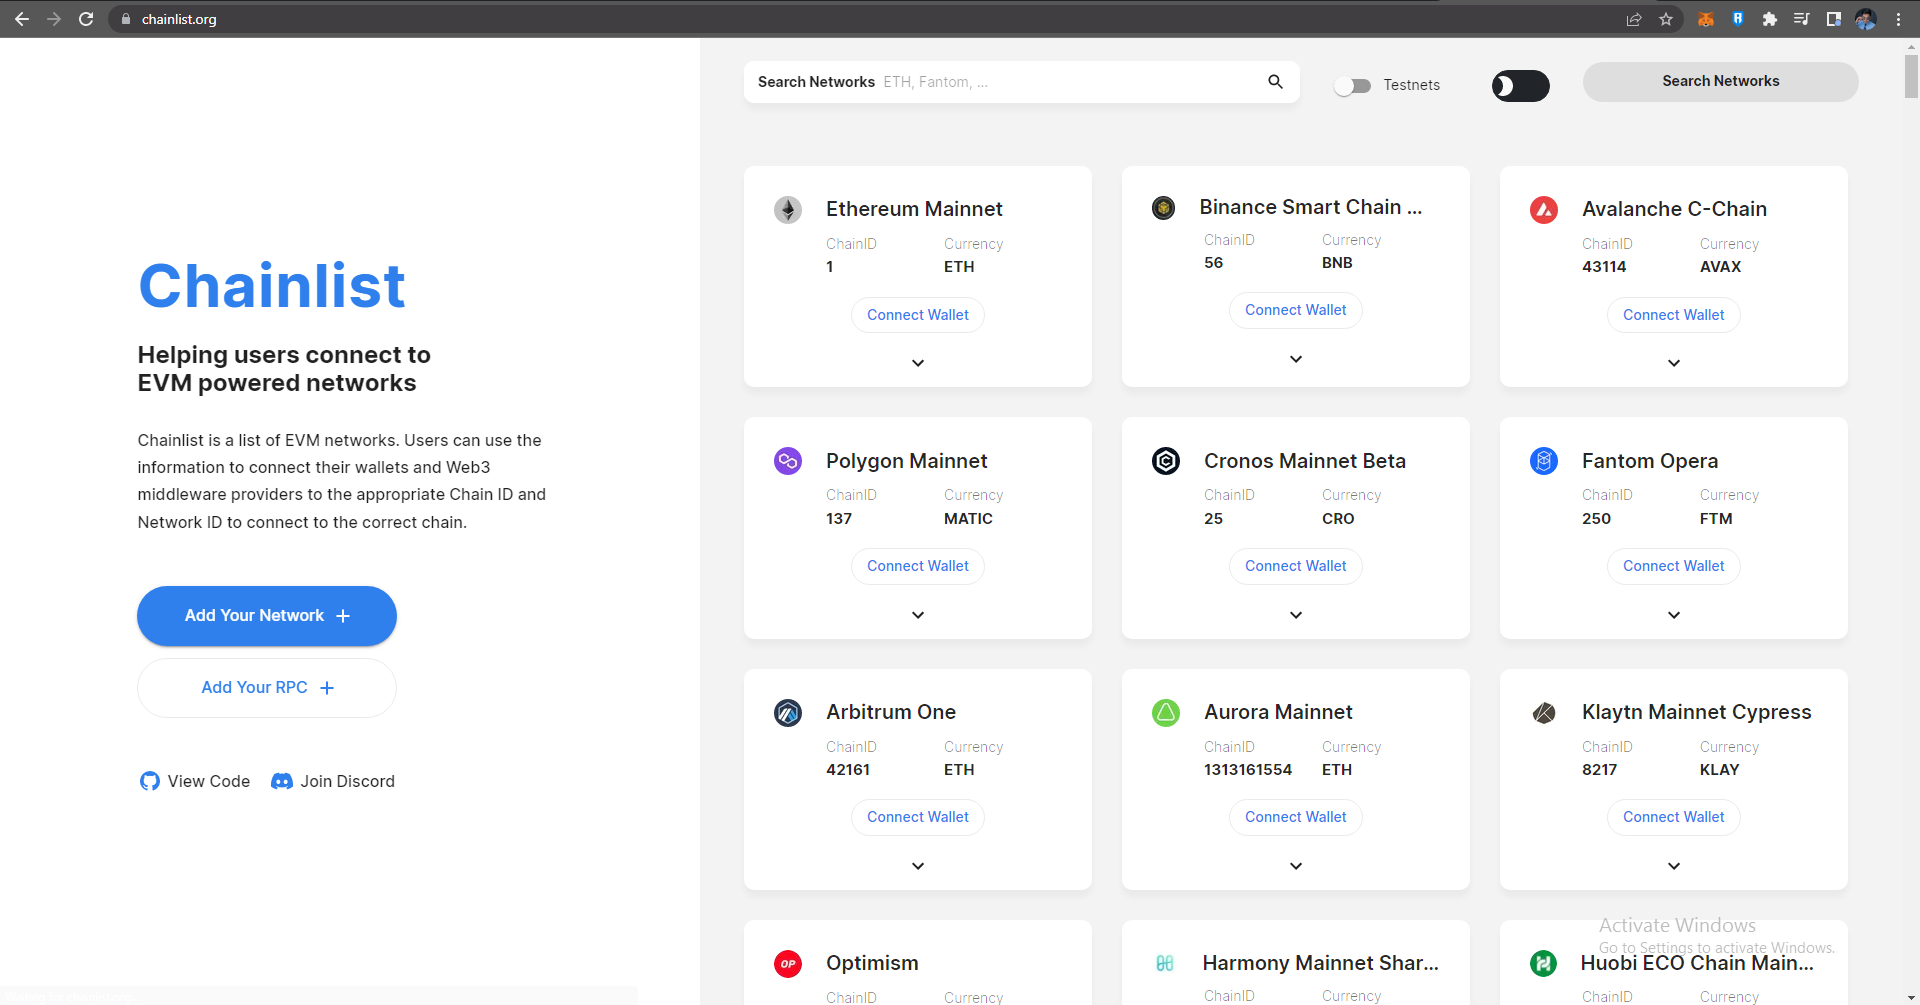 chainlist.org
Search Networks ETH, Fantom, ...
Testnets
Search Networks
Chainlist
Helping users connect to
EVM powered networks
Chainlist is a list of EVM networks. Users can use the
information to connect their wallets and Web3
middleware providers to the appropriate Chain ID and
Network ID to connect to the correct chain.
Add Your Network
Add Your RPC
View Code Join Discord
Ethereum Mainnet
ChainID Currency
1 ETH
Connect Wallet
Binance Smart Chain ...
ChainID Currency
56 BNB
Connect Wallet
Avalanche C-Chain
ChainID Currency
43114 AVAX
Connect Wallet
Polygon Mainnet
ChainID Currency
137 MATIC
Connect Wallet
Cronos Mainnet Beta
ChainID Currency
25 CRO
Connect Wallet
Fantom Opera
ChainID Currency
250 FTM
Connect Wallet
Arbitrum One
ChainID Currency
42161 ETH
Connect Wallet
Aurora Mainnet
ChainID Currency
1313161554 ETH
Connect Wallet
Klaytn Mainnet Cypress
ChainID Currency
8217 KLAY
Connect Wallet
OP
Optimism
ChainID Currency
Harmony Mainnet Shar...
ChainID Currency
Huobi ECO Chain Main...
ChainID Currency
Activate Windows
Go to Settings to activate Windows.